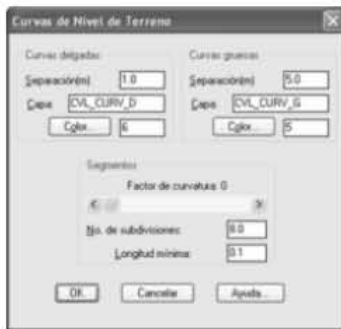 Curvas de Nivel de Terreno
Curvas delgadas
Separación(m) 1.0
Capa: CVL_CURV_D
Color... 6
Curvas gruesas
Separación(m) 5.0
Capa: CVL_CURV_G
Color... 5
Segmentos
Factor de curvatura: 0
No. de subdivisiones: 8.0
Longitud mínima: 0.1
OK Cancelar Ayuda...